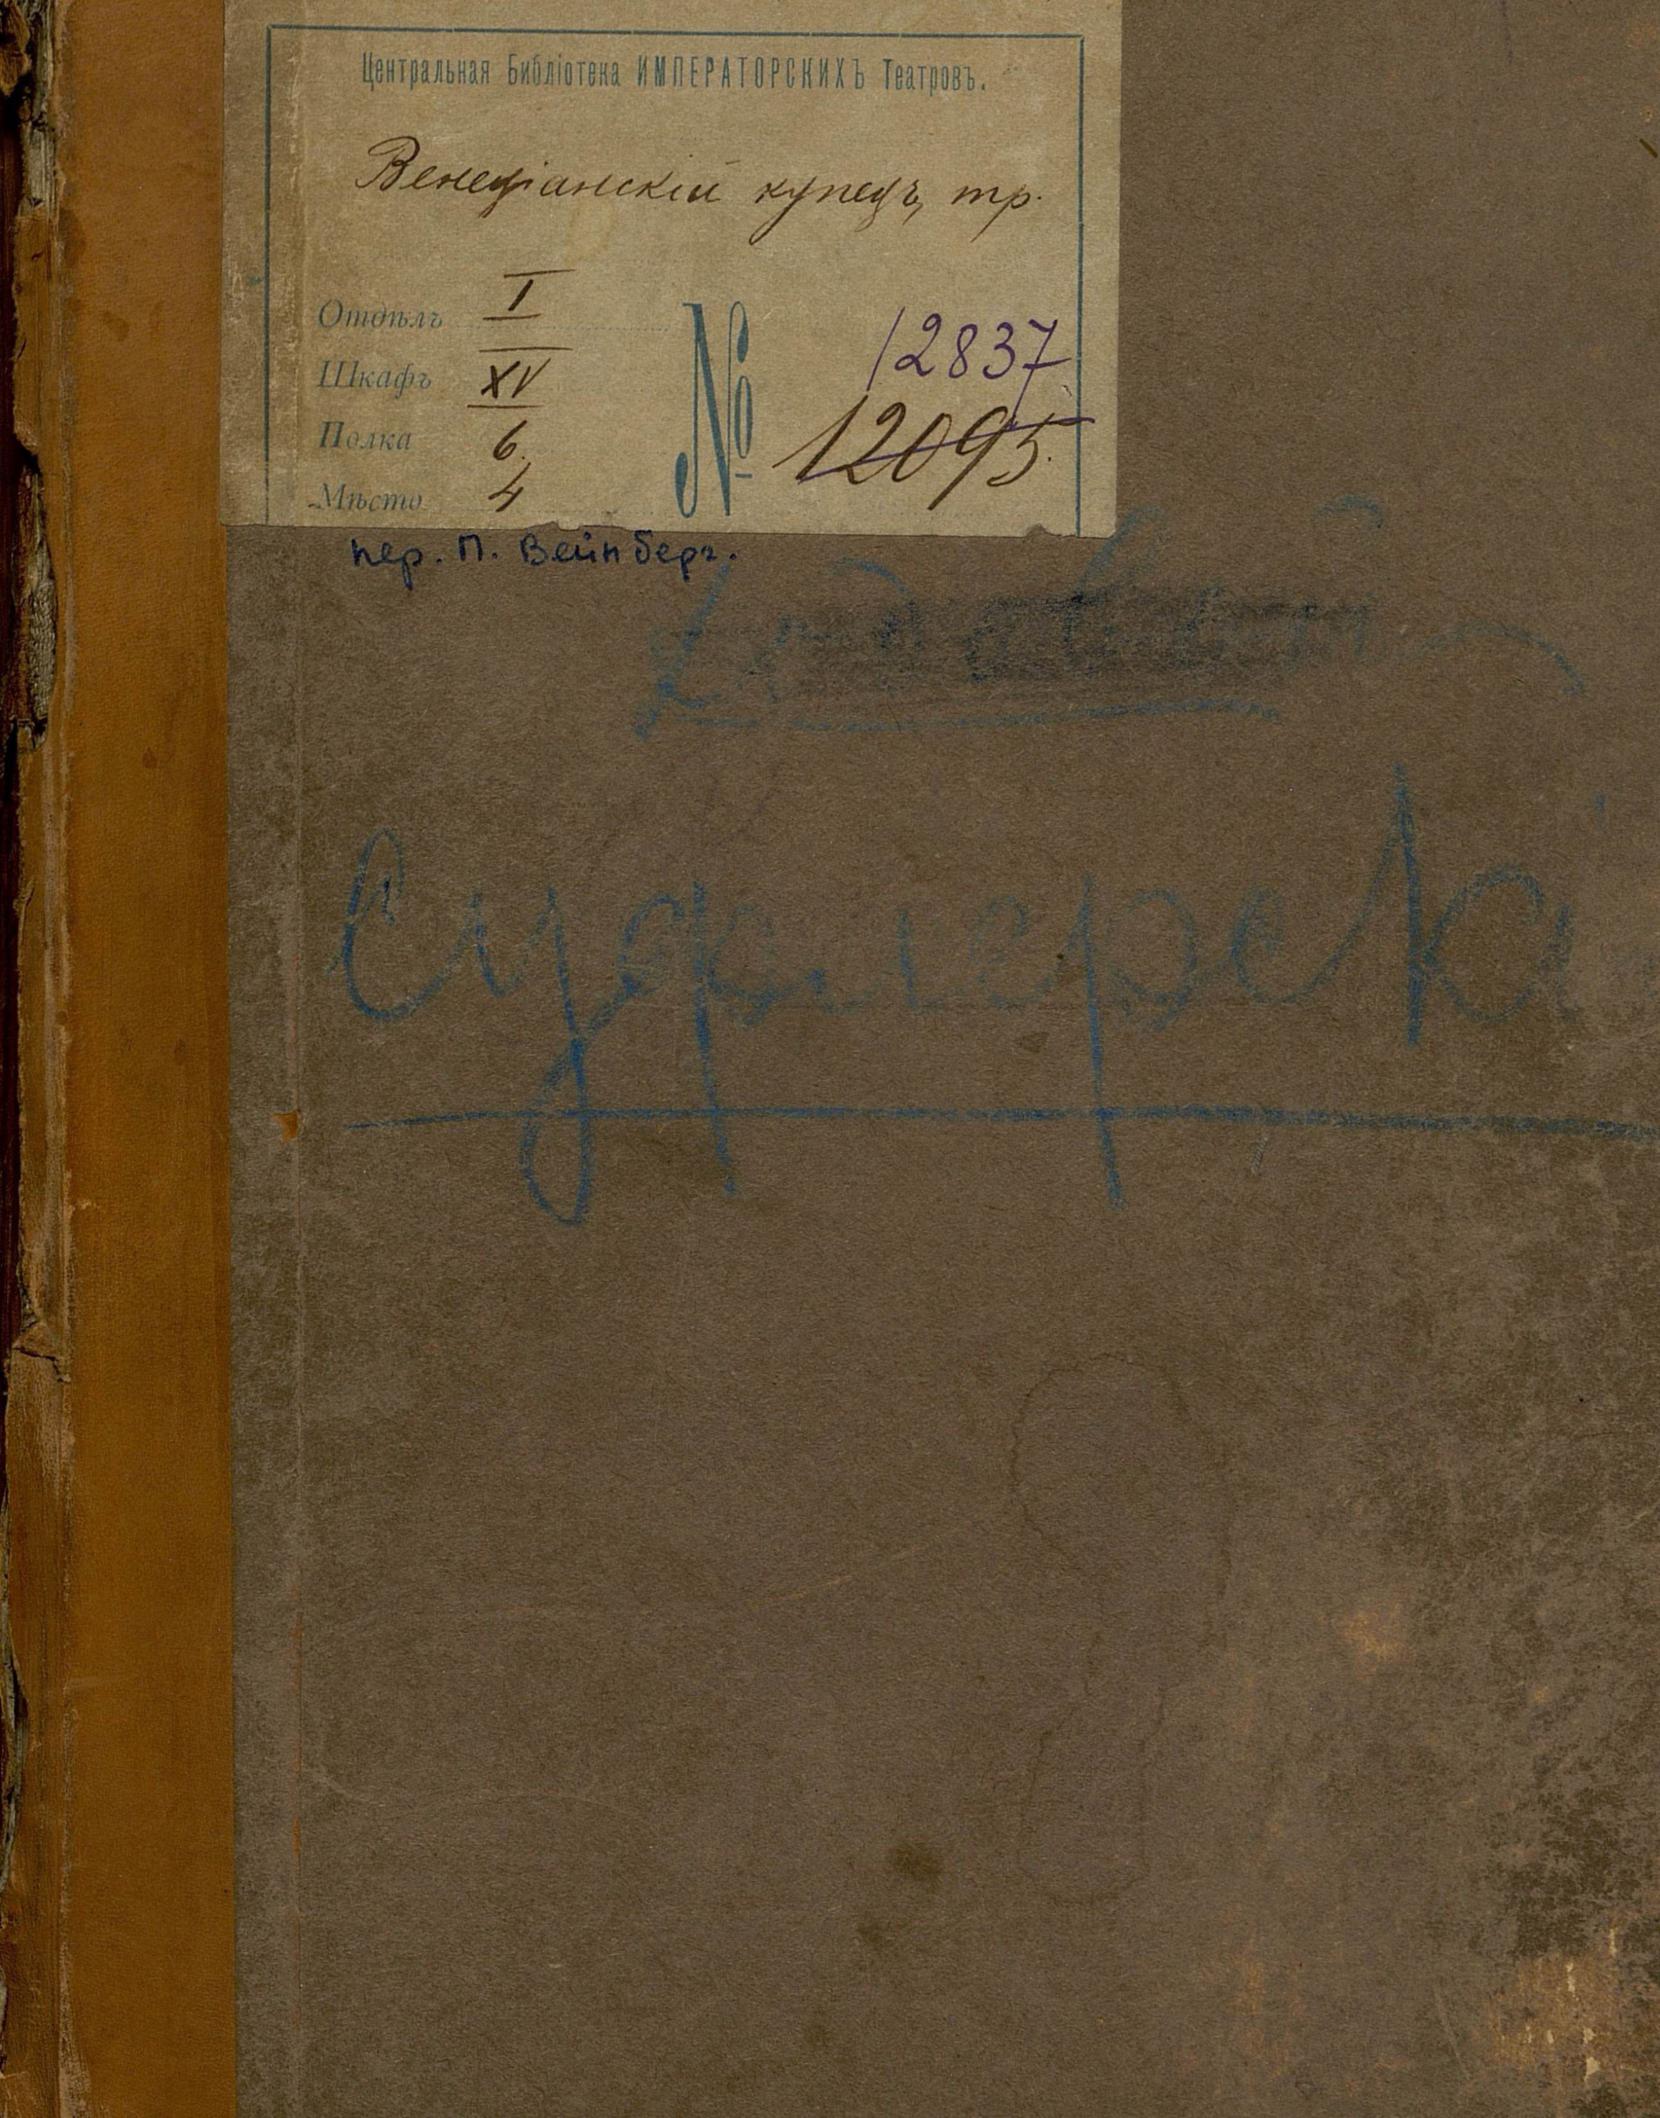 Центральная Библіотека ИМПЕРАТОРСКИХЪ Театровъ.
Венеціанскій купецъ, тр.
Отдѣлъ I
Шкафъ XV
Полка 6.
Мѣсто 4
№ 12837
12095.
пер. П. Вейнберг.
Суфлерскі